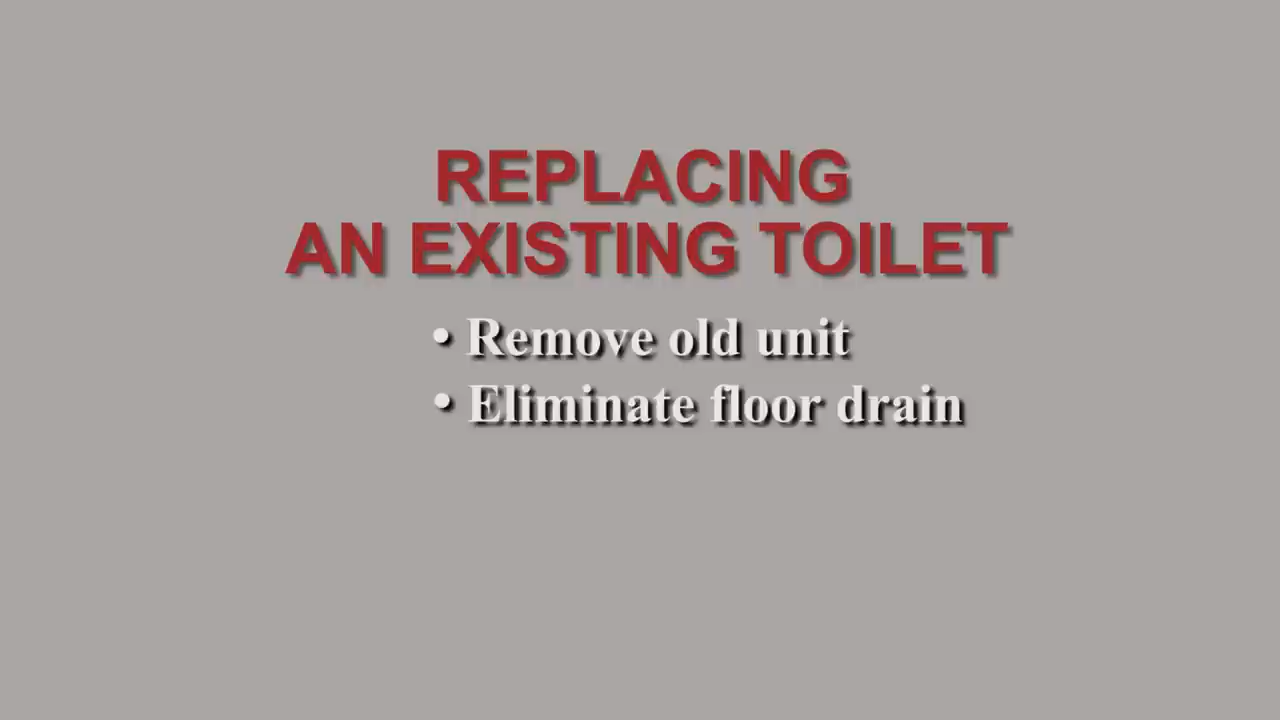 REPLACING
AN EXISTING TOILET
• Remove old unit
• Eliminate floor drain